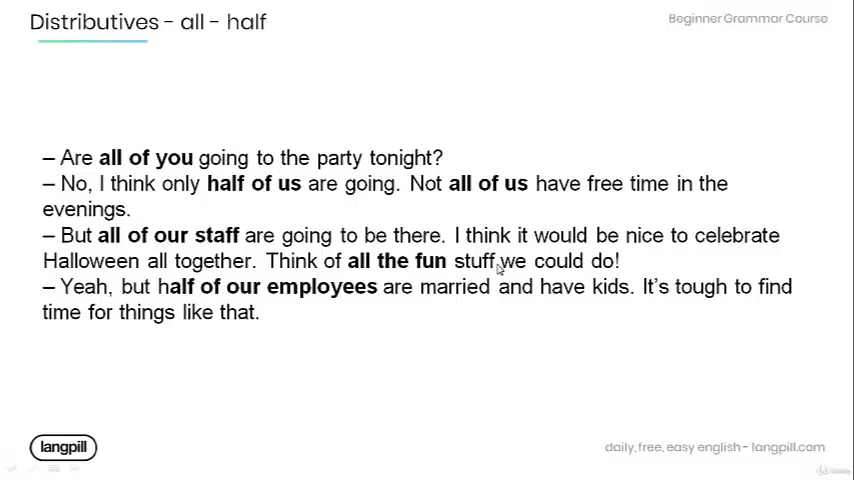 Distributives - all - half
Beginner Grammar Course
– Are all of you going to the party tonight?
– No, I think only half of us are going. Not all of us have free time in the
evenings.
– But all of our staff are going to be there. I think it would be nice to celebrate
Halloween all together. Think of all the fun stuff we could do!
– Yeah, but half of our employees are married and have kids. It's tough to find
time for things like that.
langpill
daily, free, easy english - langpill.com